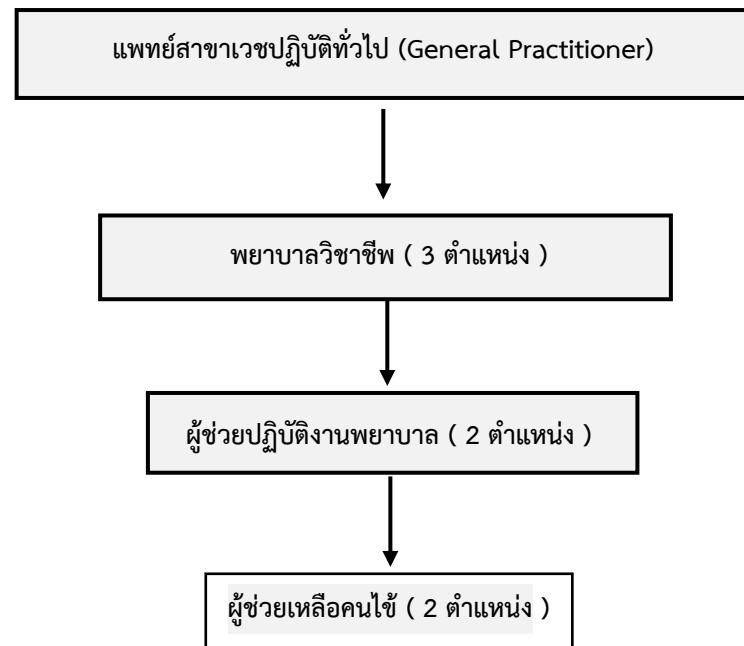 แพทย์สาขาเวชปฏิบัติทั่วไป (General Practitioner)
พยาบาลวิชาชีพ ( 3 ตำแหน่ง )
ผู้ช่วยปฏิบัติงานพยาบาล ( 2 ตำแหน่ง )
ผู้ช่วยเหลือคนไข้ ( 2 ตำแหน่ง )